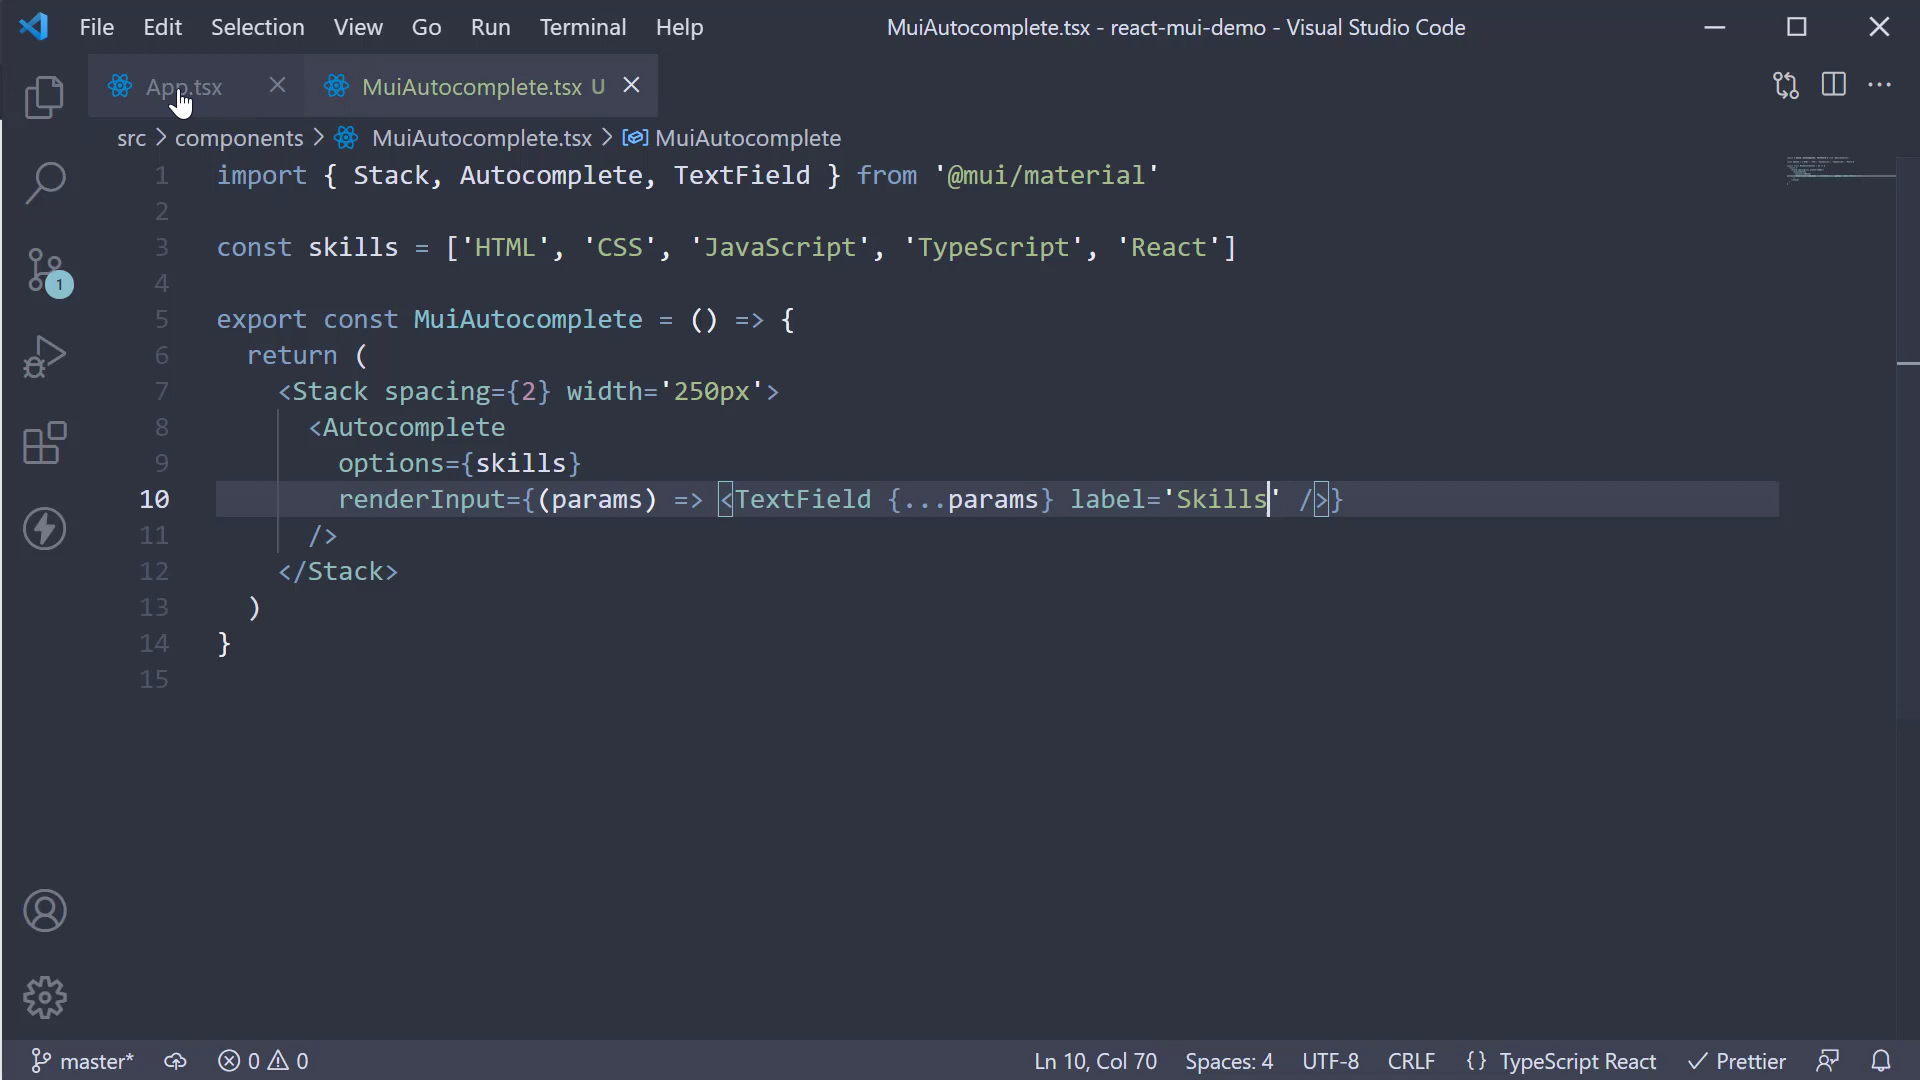 File Edit Selection View Go Run Terminal Help MuiAutocomplete.tsx - react-mui-demo - Visual Studio Code
App.tsx MuiAutocomplete.tsx U
src > components > MuiAutocomplete.tsx > MuiAutocomplete
1 import { Stack, Autocomplete, TextField } from '@mui/material'
2
3 const skills = ['HTML', 'CSS', 'JavaScript', 'TypeScript', 'React']
4
5 export const MuiAutocomplete = () => {
6 return (
7 <Stack spacing={2} width='250px'>
8 <Autocomplete
9 options={skills}
10 renderInput={(params) => <TextField {...params} label='Skills' />}
11 />
12 </Stack>
13 )
14 }
15
1
master* 0 0 Ln 10, Col 70 Spaces: 4 UTF-8 CRLF {} TypeScript React Prettier